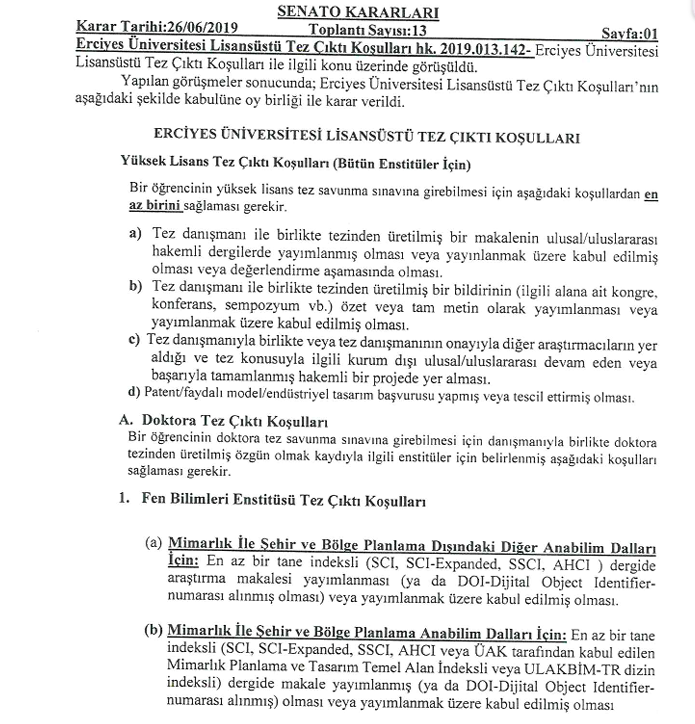 SENATO KARARLARI
Karar Tarihi:26/06/2019 Toplantı Sayısı:13 Sayfa:01
Erciyes Üniversitesi Lisansüstü Tez Çıktı Koşulları hk. 2019.013.142- Erciyes Üniversitesi
Lisansüstü Tez Çıktı Koşulları ile ilgili konu üzerinde görüşüldü.
Yapılan görüşmeler sonucunda; Erciyes Üniversitesi Lisansüstü Tez Çıktı Koşulları'nın
aşağıdaki şekilde kabulüne oy birliği ile karar verildi.
ERCİYES ÜNİVERSİTESİ LİSANSÜSTÜ TEZ ÇIKTI KOŞULLARI
Yüksek Lisans Tez Çıktı Koşulları (Bütün Enstitüler İçin)
Bir öğrencinin yüksek lisans tez savunma sınavına girebilmesi için aşağıdaki koşullardan en
az birini sağlaması gerekir.
a) Tez danışmanı ile birlikte tezinden üretilmiş bir makalenin ulusal/uluslararası
hakemli dergilerde yayımlanmış olması veya yayınlanmak üzere kabul edilmiş
olması veya değerlendirme aşamasında olması.
b) Tez danışmanı ile birlikte tezinden üretilmiş bir bildirinin (ilgili alana ait kongre,
konferans, sempozyum vb.) özet veya tam metin olarak yayımlanması veya
yayımlanmak üzere kabul edilmiş olması.
c) Tez danışmanıyla birlikte veya tez danışmanının onayıyla diğer araştırmacıların yer
aldığı ve tez konusuyla ilgili kurum dışı ulusal/uluslararası devam eden veya
başarıyla tamamlanmış hakemli bir projede yer alması.
d) Patent/faydalı model/endüstriyel tasarım başvurusu yapmış veya tescil ettirmiş olması.
A. Doktora Tez Çıktı Koşulları
Bir öğrencinin doktora tez savunma sınavına girebilmesi için danışmanıyla birlikte doktora
tezinden üretilmiş özgün olmak kaydıyla ilgili enstitüler için belirlenmiş aşağıdaki koşulları
sağlaması gerekir.
1. Fen Bilimleri Enstitüsü Tez Çıktı Koşulları
(a) Mimarlık İle Şehir ve Bölge Planlama Dışındaki Diğer Anabilim Dalları
İçin: En az bir tane indeksli (SCI, SCI-Expanded, SSCI, AHCI ) dergide
araştırma makalesi yayımlanması (ya da DOI-Dijital Object Identifier-
numarası alınmış olması) veya yayımlanmak üzere kabul edilmiş olması.
(b) Mimarlık İle Şehir ve Bölge Planlama Anabilim Dalları İçin: En az bir tane
indeksli (SCI, SCI-Expanded, SSCI, AHCI veya ÜAK tarafından kabul edilen
Mimarlık Planlama ve Tasarım Temel Alan İndeksli veya ULAKBİM-TR dizin
indeksli) dergide makale yayımlanmış (ya da DOI-Dijital Object Identifier-
numarası alınmış) olması veya yayımlanmak üzere kabul edilmiş olması